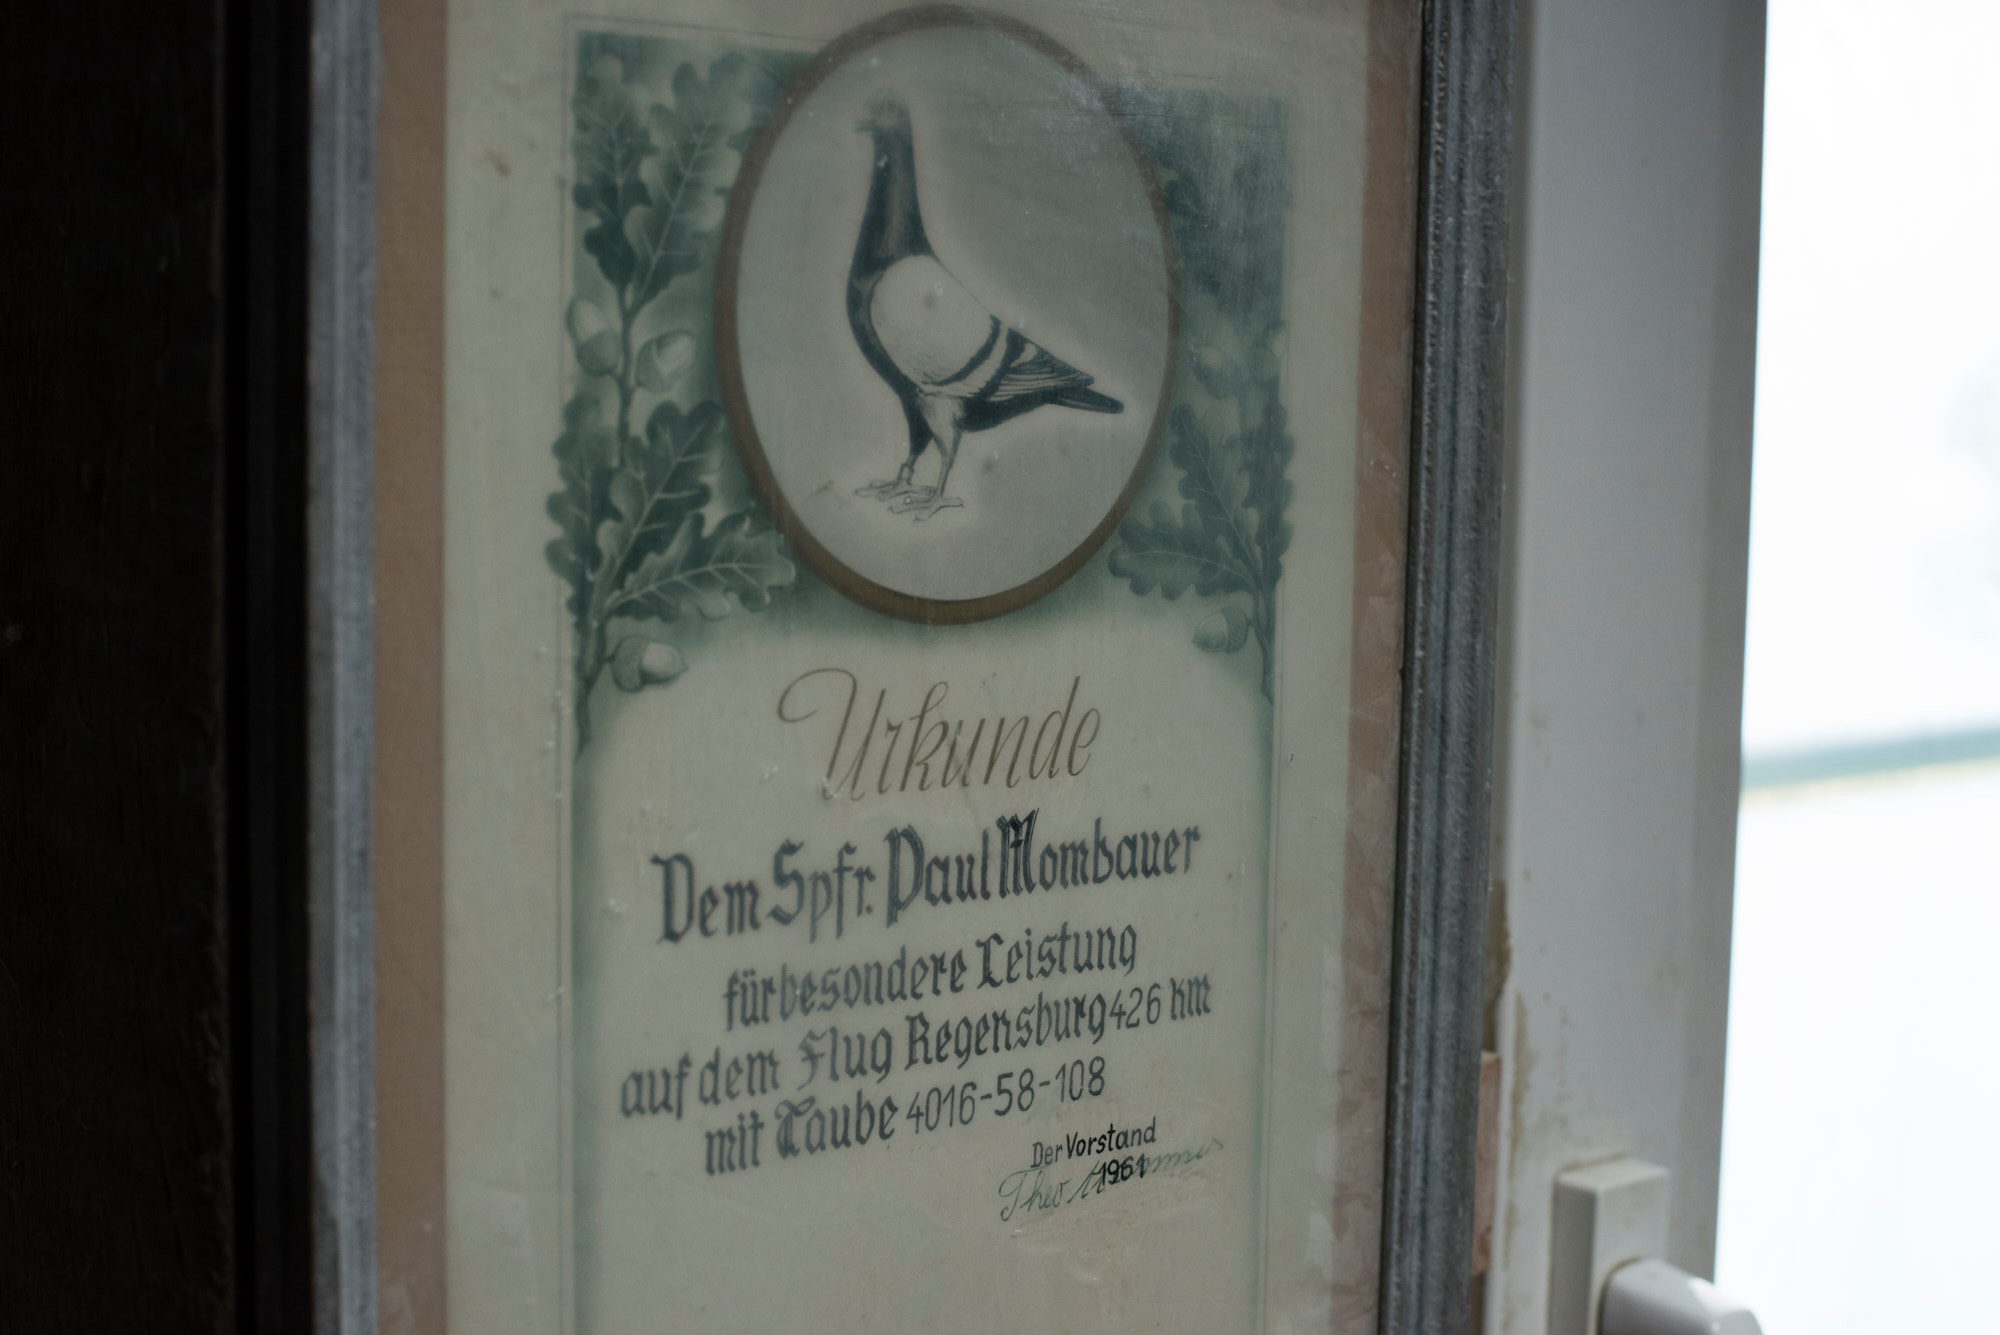 Urkunde
Dem Spfr. Paul Mombauer
für besondere Leistung
auf dem Flug Regensburg 426 km
mit Taube 4016-58-108
Der Vorstand
1961
Theo